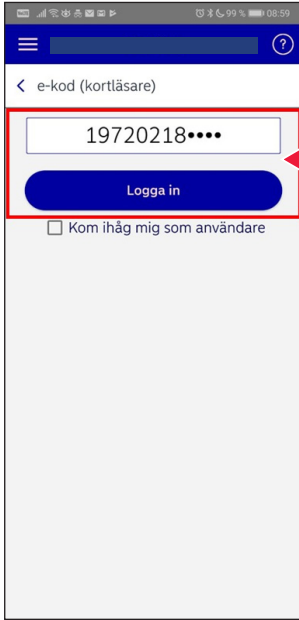 99 % 08:59
?
e-kod (kortläsare)
19720218••••
Logga in
Kom ihåg mig som användare